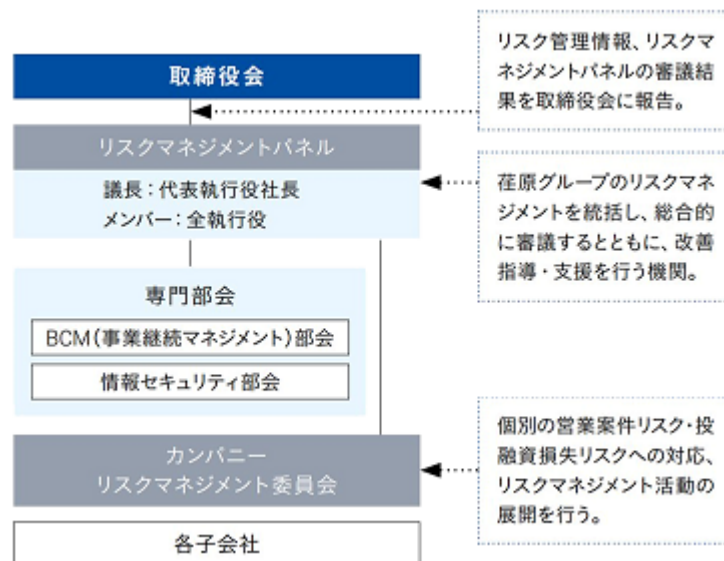 取締役会
リスク管理情報、リスクマ
ネジメントパネルの審議結
果を取締役会に報告。
リスクマネジメントパネル
議長：代表執行役社長
メンバー：全執行役
荏原グループのリスクマネ
ジメントを統括し、総合的
に審議するとともに、改善
指導・支援を行う機関。
専門部会
BCM（事業継続マネジメント）部会
情報セキュリティ部会
カンパニー
リスクマネジメント委員会
個別の営業案件リスク・投
融資損失リスクへの対応、
リスクマネジメント活動の
展開を行う。
各子会社